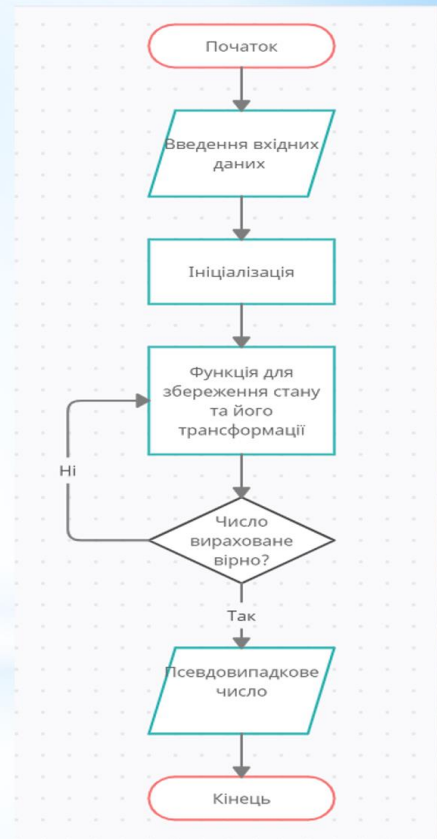 Початок
Введення вхідних
даних
Ініціалізація
Функція для
збереження стану
та його
трансформації
Ні
Число
вираховане
вірно?
Так
Псевдовипадкове
число
Кінець